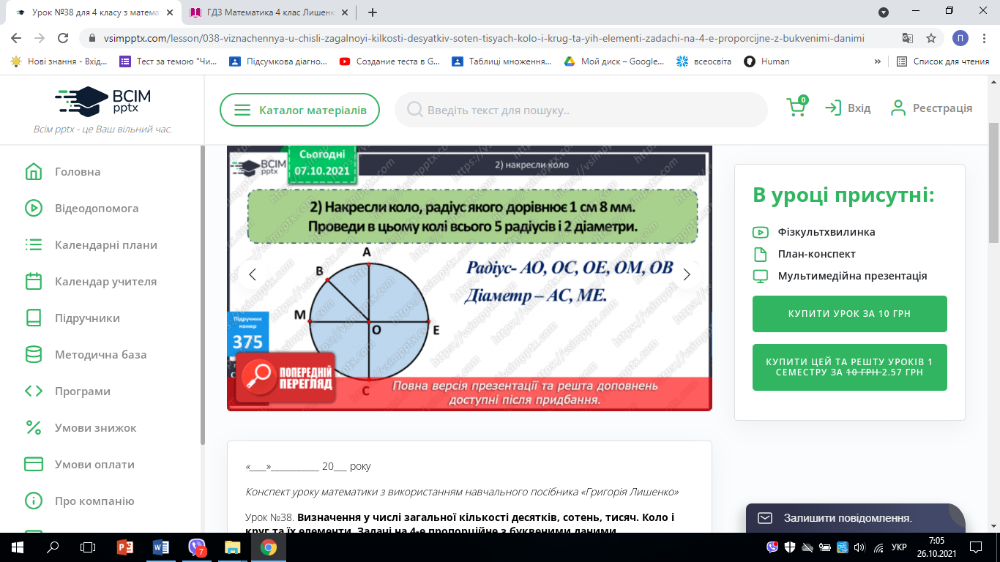 Урок №38 для 4 класу з матема
ГДЗ Математика 4 клас Лишенк
vsimpptx.com/lesson/038-viznachennya-u-chisli-zagalnoyi-kilkosti-desyatkiv-soten-tisyach-kolo-i-krug-ta-yih-elementi-zadachi-na-4-e-proporcijne-z-bukvenimi-danimi
П
Нові знання - Вхід...
Тест за темою "Чи...
Підсумкова діагно...
Создание теста в G...
Таблиці множення...
Мой диск – Google...
всеосвіта
Human
»
Список для чтения
ВСІМ
pptx
Всім pptx - це Ваш вільний час.
Каталог матеріалів
Введіть текст для пошуку..
0
Вхід
Реєстрація
Головна
Відеодопомога
Календарні плани
Календар учителя
Підручники
Методична база
Програми
Умови знижок
Умови оплати
Про компанію
ВСІМ
pptx
Сьогодні
07.10.2021
2) накресли коло
2) Накресли коло, радіус якого дорівнює 1 см 8 мм.
Проведи в цьому колі всього 5 радіусів і 2 діаметри.
A
B
M
O
E
C
Радіус- АО, ОС, ОЕ, ОМ, ОВ
Діаметр – АС, МЕ.
Підручник
номер
375
ПОПЕРЕДНІЙ
ПЕРЕГЛЯД
Повна версія презентації та решта доповнень
доступні після придбання.
https://vsimpptx.com
В уроці присутні:
Фізкультхвилинка
План-конспект
Мультимедійна презентація
КУПИТИ УРОК ЗА 10 ГРН
КУПИТИ ЦЕЙ ТА РЕШТУ УРОКІВ 1
СЕМЕСТРУ ЗА 10 ГРН 2.57 ГРН
«____»____________ 20___ року
Конспект уроку математики з використанням навчального посібника «Григорія Лишенко»
Урок №38. Визначення у числі загальної кількості десятків, сотень, тисяч. Коло і
круг та їх елементи. Задачі на 4-е пропорційне з буквеними даними
Залишити повідомлення.
7
УКР
7:05
26.10.2021